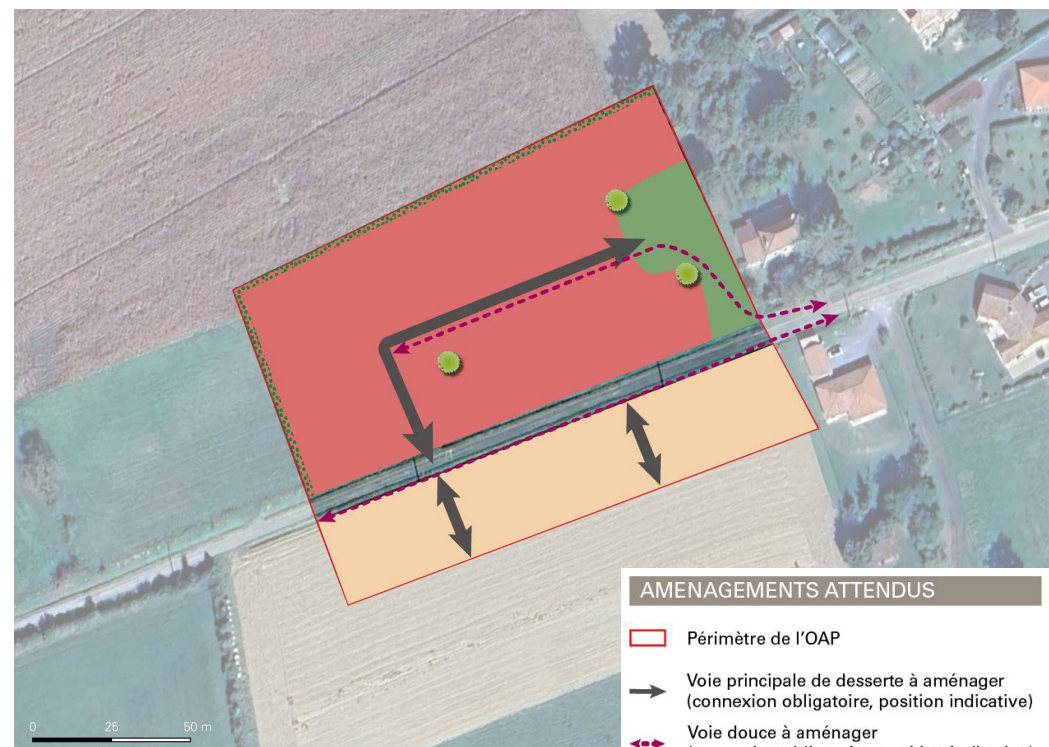 AMENAGEMENTS ATTENDUS
Périmètre de l'OAP
Voie principale de desserte à aménager
(connexion obligatoire, position indicative)
Voie douce à aménager
0 25 50 m